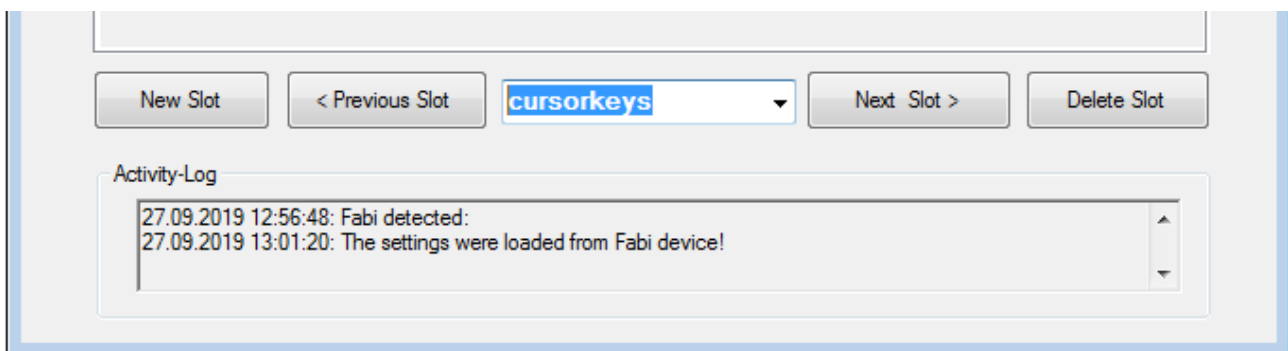 New Slot < Previous Slot cursorkeys Next Slot > Delete Slot
Activity-Log
27.09.2019 12:56:48: Fabi detected:
27.09.2019 13:01:20: The settings were loaded from Fabi device!